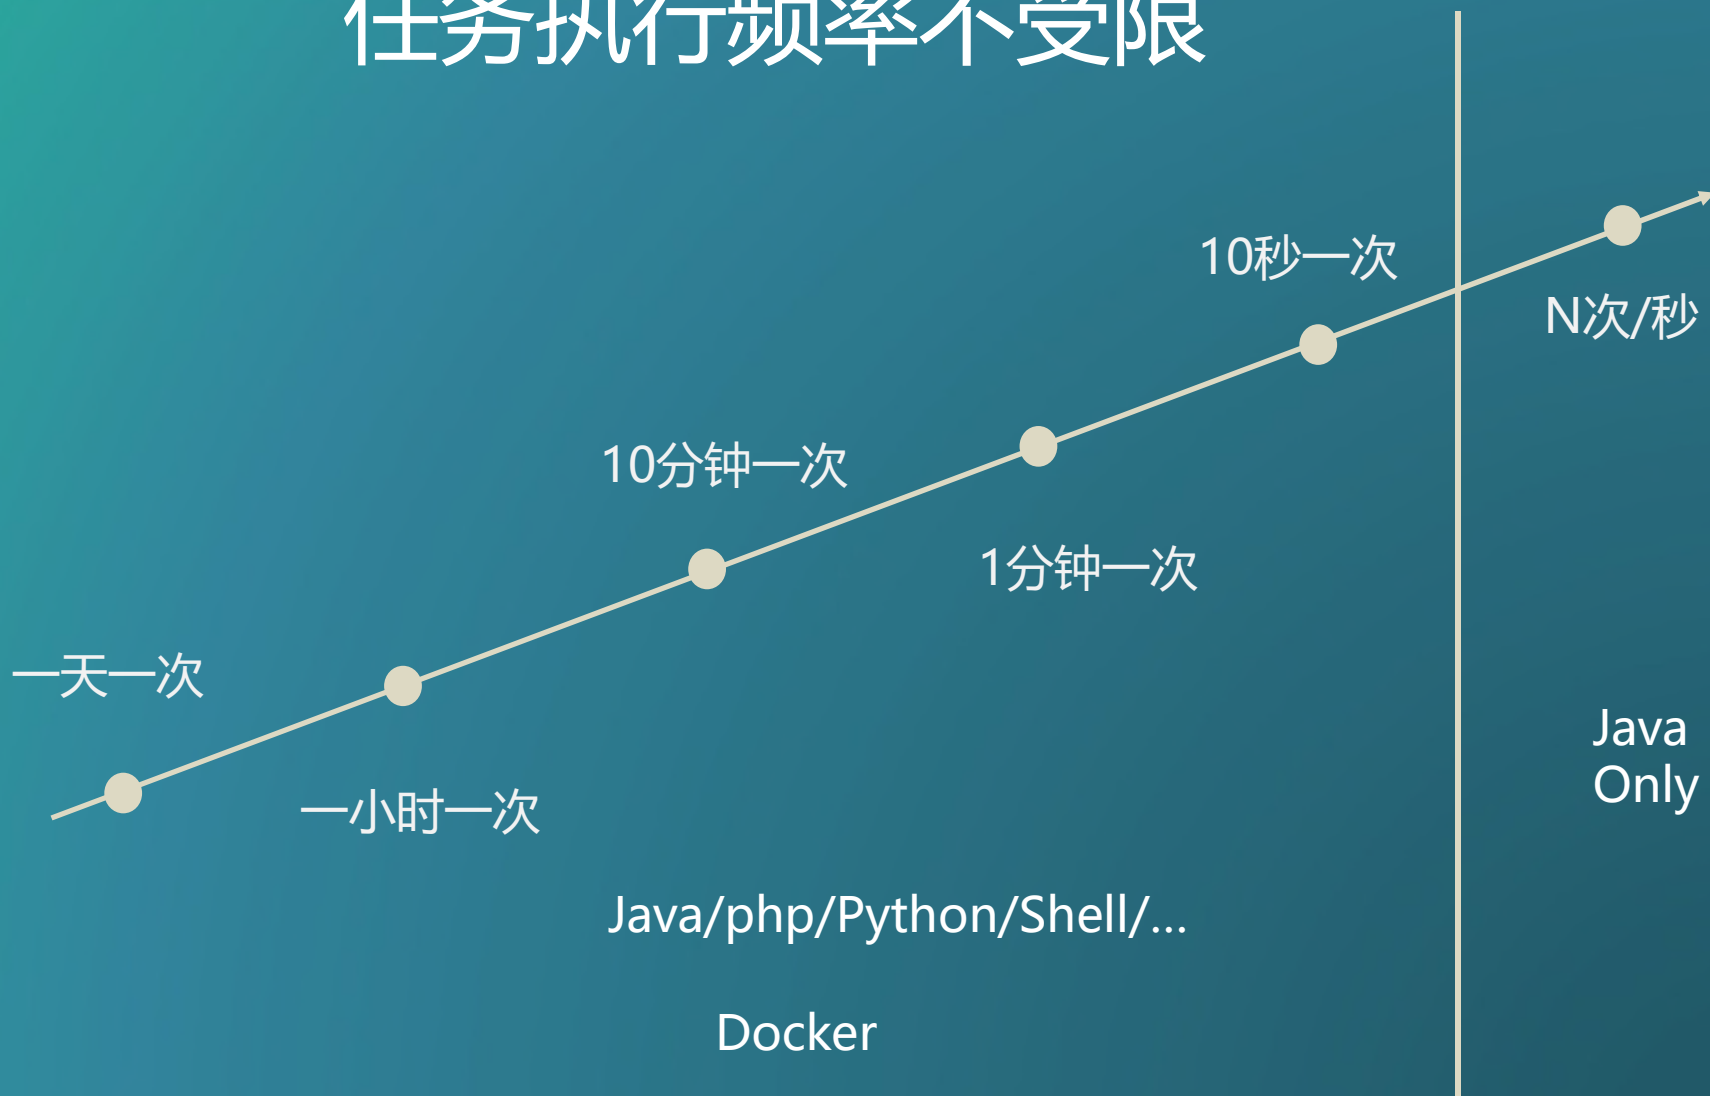 任务执行频率不受限
10秒一次
N次/秒
10分钟一次
1分钟一次
一天一次
一小时一次
Java
Only
Java/php/Python/Shell/...
Docker